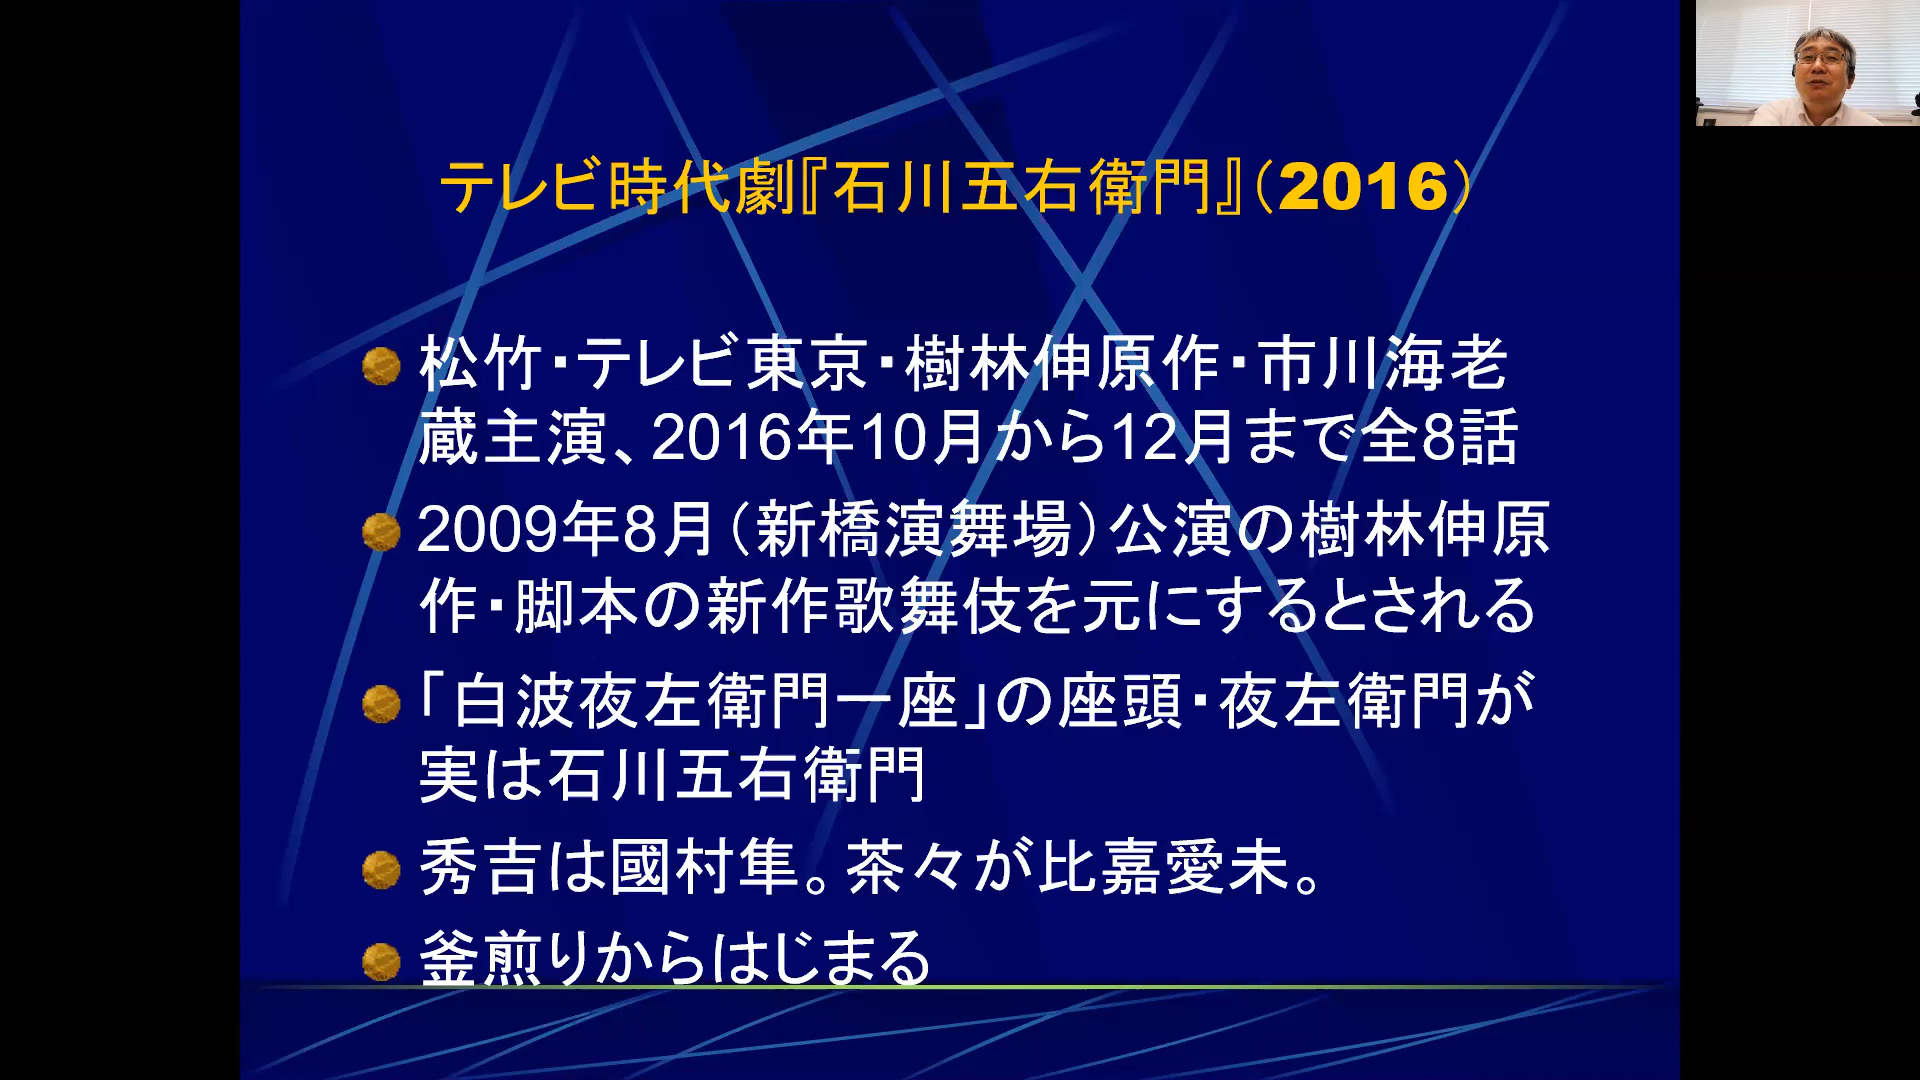 テレビ時代劇『石川五右衛門』（2016）
松竹・テレビ東京・樹林伸原作・市川海老
蔵主演、2016年10月から12月まで全8話
2009年8月（新橋演舞場）公演の樹林伸原
作・脚本の新作歌舞伎を元にするとされる
「白波夜左衛門一座」の座頭・夜左衛門が
実は石川五右衛門
秀吉は國村隼。茶々が比嘉愛未。
釜煎りからはじまる